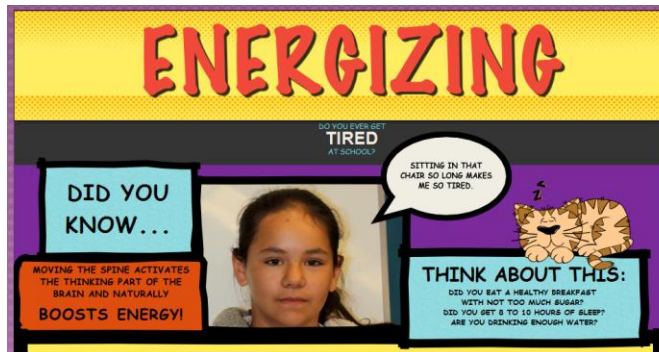 ENERGIZING
DO YOU EVER GET
TIRED
AT SCHOOL?
SITTING IN THAT
CHAIR SO LONG MAKES
ME SO TIRED.
DID YOU
KNOW...
MOVING THE SPINE ACTIVATES
THE THINKING PART OF THE
BRAIN AND NATURALLY
BOOSTS ENERGY!
Z
Z
THINK ABOUT THIS:
DID YOU EAT A HEALTHY BREAKFAST
WITH NOT TOO MUCH SUGAR?
DID YOU GET 8 TO 10 HOURS OF SLEEP?
ARE YOU DRINKING ENOUGH WATER?